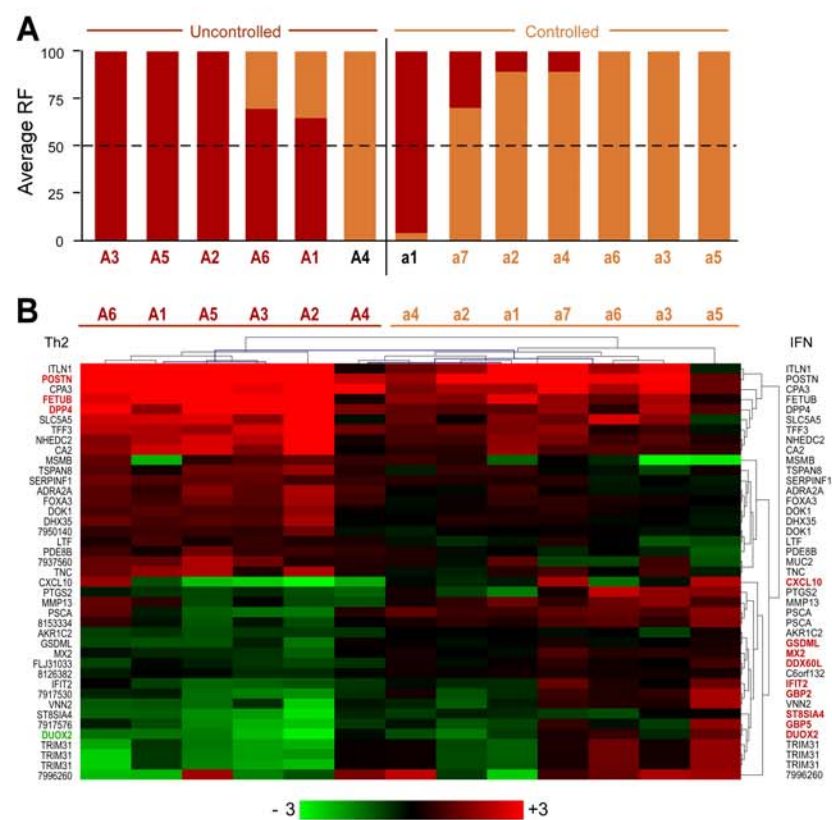 A
Uncontrolled Controlled
Average RF
100
75
50
25
0
A3 A5 A2 A6 A1 A4 a1 a7 a2 a4 a6 a3 a5
B
A6 A1 A5 A3 A2 A4 a4 a2 a1 a7 a6 a3 a5
Th2 IFN
ITLN1 ITLN1
POSTN POSTN
CPA3 CPA3
FETUB FETUB
DPP4 DPP4
SLC5A5 SLC5A5
TFF3 TFF3
NHEDC2 NHEDC2
CA2 CA2
MSMB MSMB
TSPAN8 TSPAN8
SERPINF1 SERPINF1
ADRA2A ADRA2A
FOXA3 FOXA3
DOK1 DOK1
DHX35 DHX35
7950140 DOK1
LTF LTF
PDE8B PDE8B
7937560 MUC2
TNC TNC
CXCL10 CXCL10
PTGS2 PTGS2
MMP13 MMP13
PSCA PSCA
8153334 PSCA
AKR1C2 AKR1C2
GSDML GSDML
MX2 MX2
FLJ31033 DDX60L
8126382 C6orf132
IFIT2 IFIT2
7917530 GBP2
VNN2 VNN2
ST8SIA4 ST8SIA4
7917576 GBP5
DUOX2 DUOX2
TRIM31 TRIM31
TRIM31 TRIM31
TRIM31 TRIM31
7996260 7996260
- 3 +3